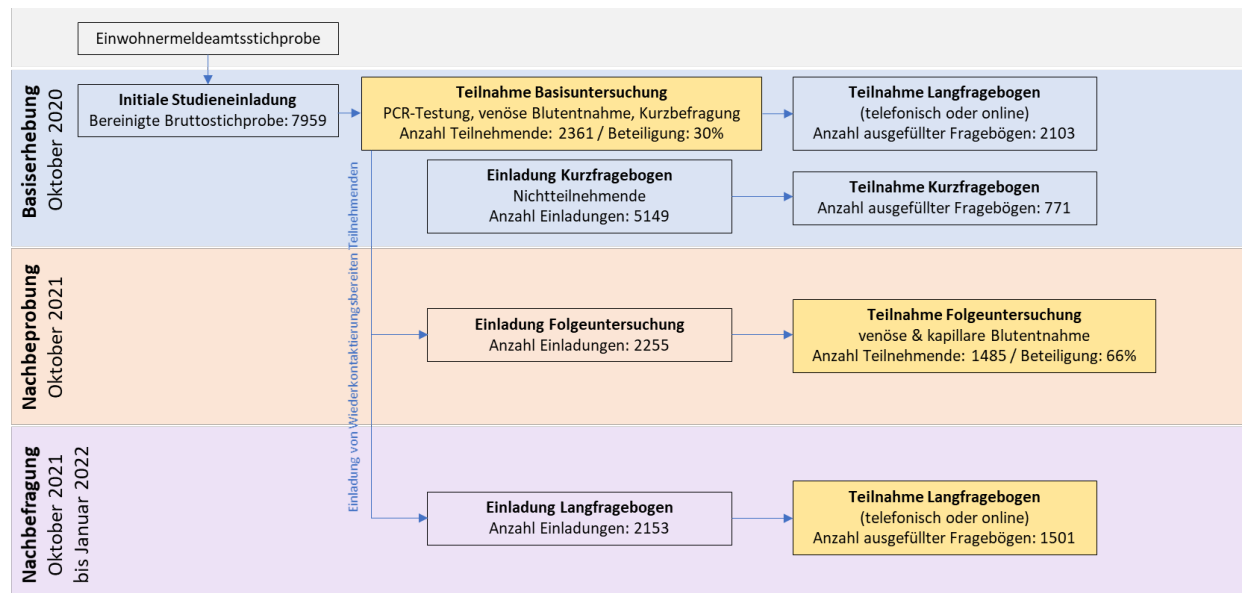 Einwohnermeldeamtsstichprobe
Basiserhebung
Oktober 2020
Initiale Studieneinladung
Bereinigte Bruttostichprobe: 7959
Teilnahme Basisuntersuchung
PCR-Testung, venöse Blutentnahme, Kurzbefragung
Anzahl Teilnehmende: 2361 / Beteiligung: 30%
Teilnahme Langfragebogen
(telefonisch oder online)
Anzahl ausgefüllter Fragebögen: 2103
Einladung Kurzfragebogen
Nichtteilnehmende
Anzahl Einladungen: 5149
Teilnahme Kurzfragebogen
Anzahl ausgefüllter Fragebögen: 771
Einladung von Wiederkontaktierungsbereiten Teilnehmenden
Nachbeprobung
Oktober 2021
Einladung Folgeuntersuchung
Anzahl Einladungen: 2255
Teilnahme Folgeuntersuchung
venöse & kapillare Blutentnahme
Anzahl Teilnehmende: 1485 / Beteiligung: 66%
Nachbefragung
Oktober 2021
bis Januar 2022
Einladung Langfragebogen
Anzahl Einladungen: 2153
Teilnahme Langfragebogen
(telefonisch oder online)
Anzahl ausgefüllter Fragebögen: 1501